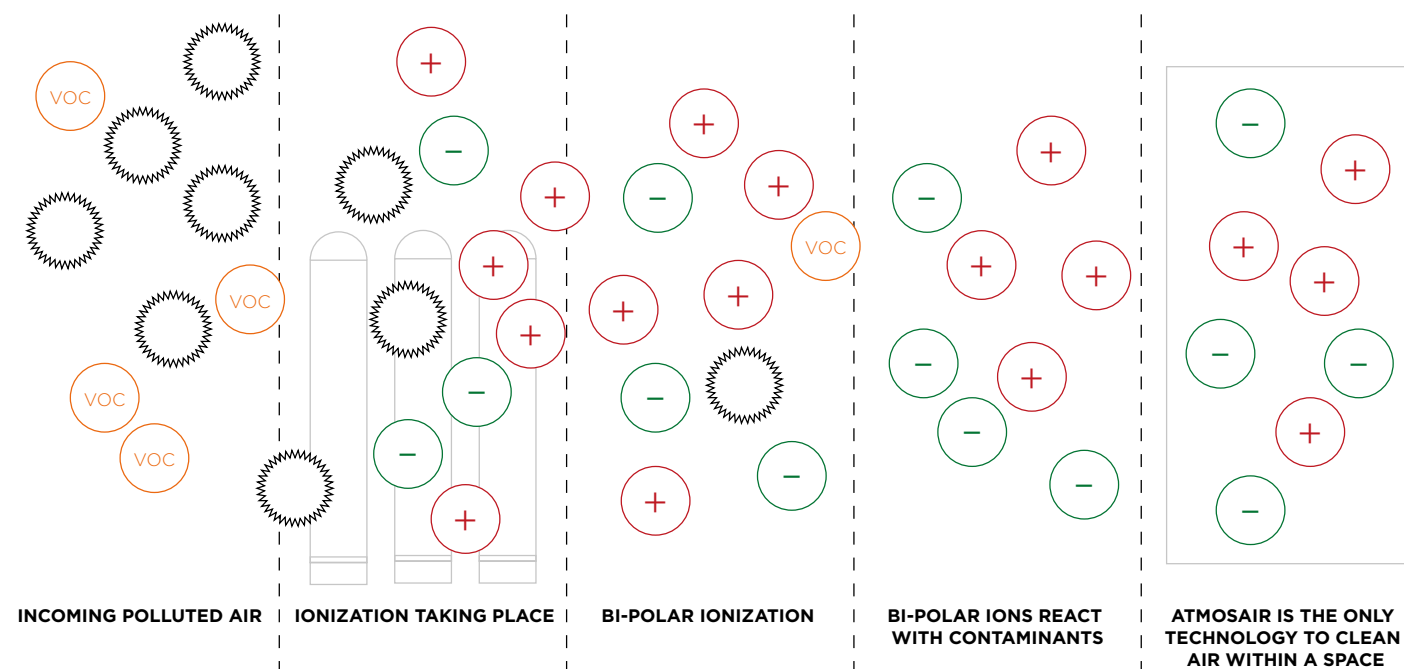 VOC
VOC
VOC
VOC
+
−
+
+
+
−
−
+
+
−
+
VOC
+
+
−
+
−
+
−
+
+
−
+
−
−
−
+
+
+
−
−
+
−
INCOMING POLLUTED AIR
IONIZATION TAKING PLACE
BI-POLAR IONIZATION
BI-POLAR IONS REACT
WITH CONTAMINANTS
ATMOSAIR IS THE ONLY
TECHNOLOGY TO CLEAN
AIR WITHIN A SPACE